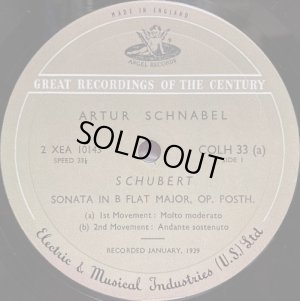 MADE IN ENGLAND
ANGEL RECORDS
GREAT RECORDINGS OF THE CENTURY
ARTUR SCHNABEL
2 XEA 10145
SPEED 33⅓
COLH 33 (a)
SIDE 1
SOLD OUT
SCHUBERT
SONATA IN B FLAT MAJOR, OP. POSTH.
(a) 1st Movement: Molto moderato
(b) 2nd Movement: Andante sostenuto
RECORDED JANUARY, 1939
Electric & Musical Industries (U.S.) Ltd